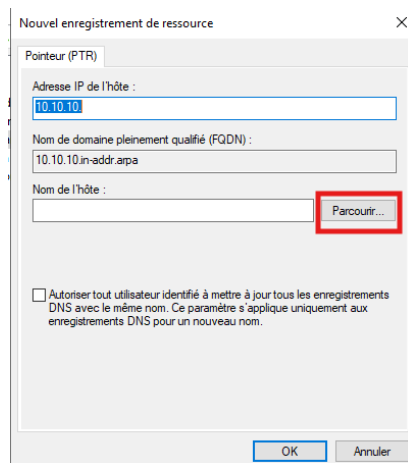 Nouvel enregistrement de ressource
Pointeur (PTR)
Adresse IP de l'hôte :
10.10.10.
Nom de domaine pleinement qualifié (FQDN) :
10.10.10.in-addr.arpa
Nom de l'hôte :
Parcourir...
Autoriser tout utilisateur identifié à mettre à jour tous les enregistrements
DNS avec le même nom. Ce paramètre s'applique uniquement aux
enregistrements DNS pour un nouveau nom.
OK Annuler